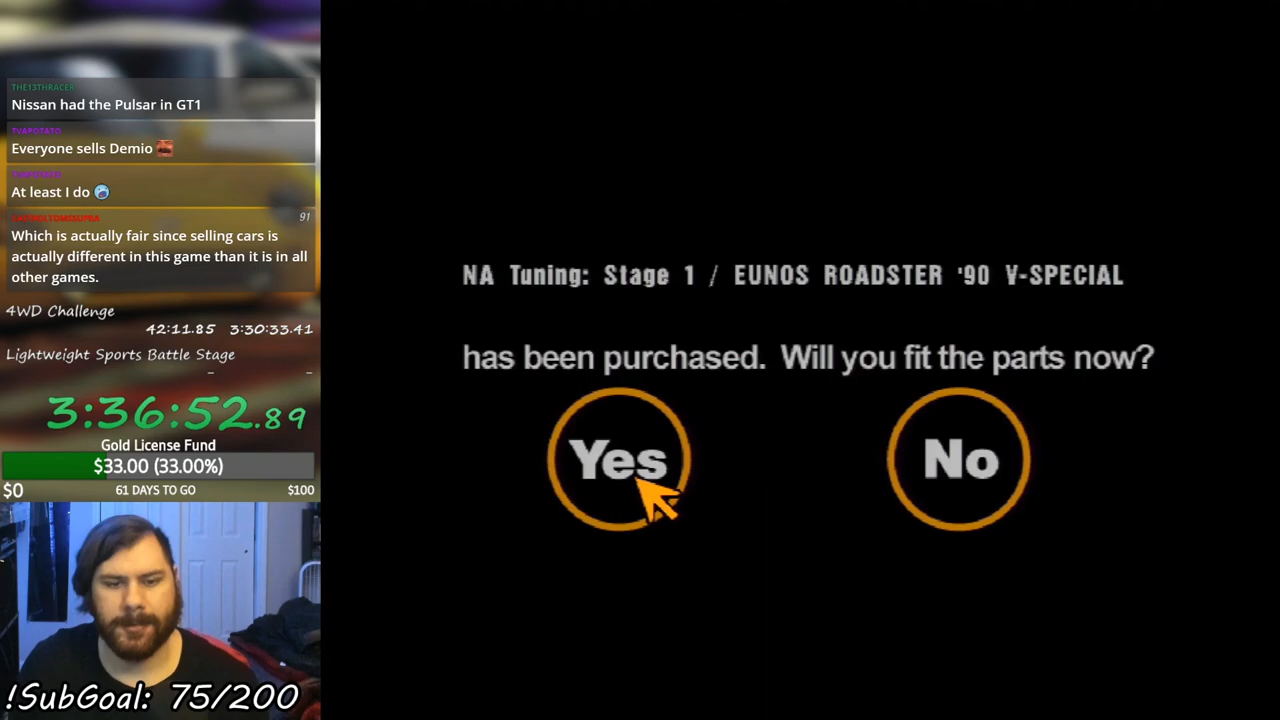 THE13THRACER
Nissan had the Pulsar in GT1
TVAPOTATO
Everyone sells Demio
At least I do
91
Which is actually fair since selling cars is
actually different in this game than it is in all
other games.
4WD Challenge
42:11.85 3:30:33.41
Lightweight Sports Battle Stage
– –
3:36:52.89
Gold License Fund
$33.00 (33.00%)
$0 61 DAYS TO GO $100
!SubGoal: 75/200
NA Tuning: Stage 1 / EUNOS ROADSTER '90 V-SPECIAL
has been purchased. Will you fit the parts now?
Yes No